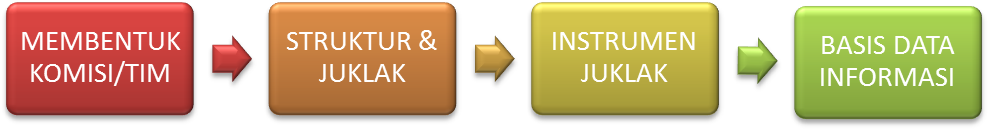 MEMBENTUK
KOMISI/TIM
STRUKTUR &
JUKLAK
INSTRUMEN
JUKLAK
BASIS DATA
INFORMASI